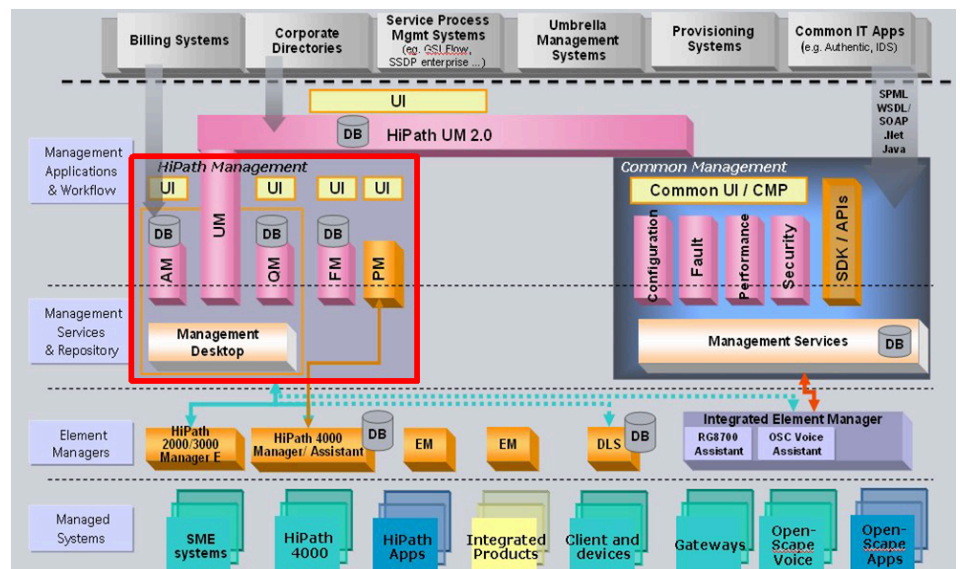 Billing Systems
Corporate
Directories
Service Process
Mgmt Systems
(eg. GSI Flow,
SSDP enterprise ...)
Umbrella
Management
Systems
Provisioning
Systems
Common IT Apps
(e.g. Authentic, IDS)
SPML
WSDL/
SOAP
.Net
Java
UI
DB
HiPath UM 2.0
Management
Applications
& Workflow
HiPath Management
UI
UI
UI
UI
DB
AM
UM
DB
QM
DB
FM
PM
Common Management
Common UI / CMP
Configuration
Fault
Performance
Security
SDK / APIs
Management
Services
& Repository
Management
Desktop
Management Services
DB
Element
Managers
HiPath
2000/3000
Manager E
HiPath 4000
Manager/ Assistant
DB
EM
EM
DLS
DB
Integrated Element Manager
RG8700
Assistant
OSC Voice
Assistant
Managed
Systems
SME
systems
HiPath
4000
HiPath
Apps
Integrated
Products
Client and
devices
Gateways
Open-
Scape
Voice
Open-
Scape
Apps